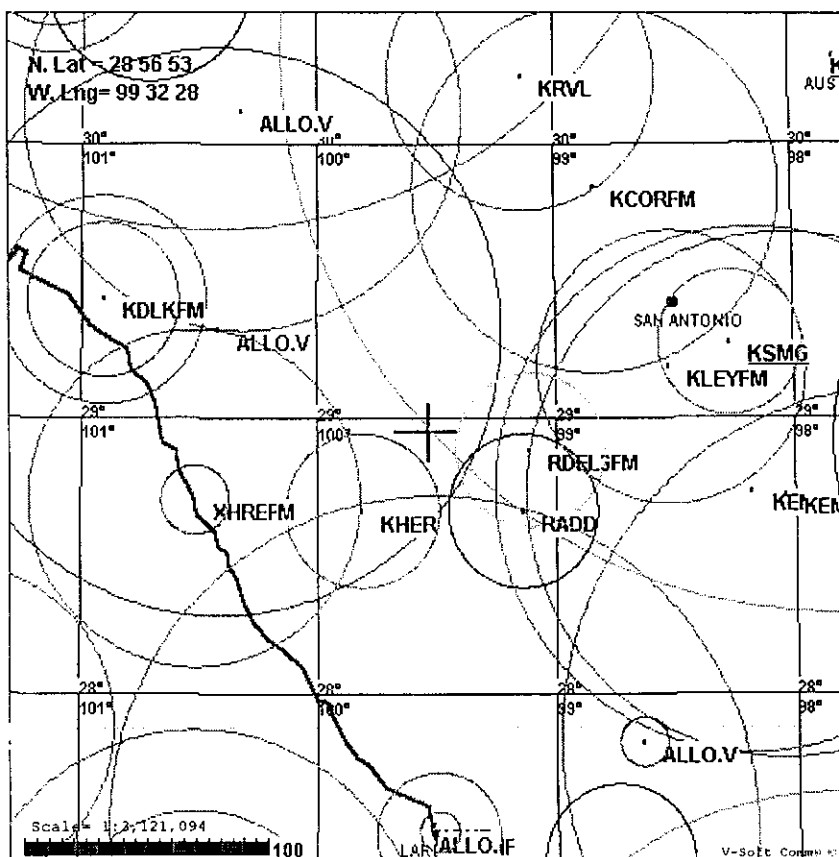 N. Lat = 28 56 53
W. Lng= 99 32 28
KRVL
AUS
ALLO.V
30° 30° 30° 30°
101° 100° 99° 98°
KCORFM
KDLKFM
SAN ANTONIO
ALLO.V
KSMG
KLEYFM
29° 29° 29° 29°
101° 100° 99° 98°
RADD
XHREFM
KHER
28° 28° 28° 28°
101° 100° 99° 98°
ALLO.V
Scale= 1:3,121,094
100
ALLO.
V-Soft